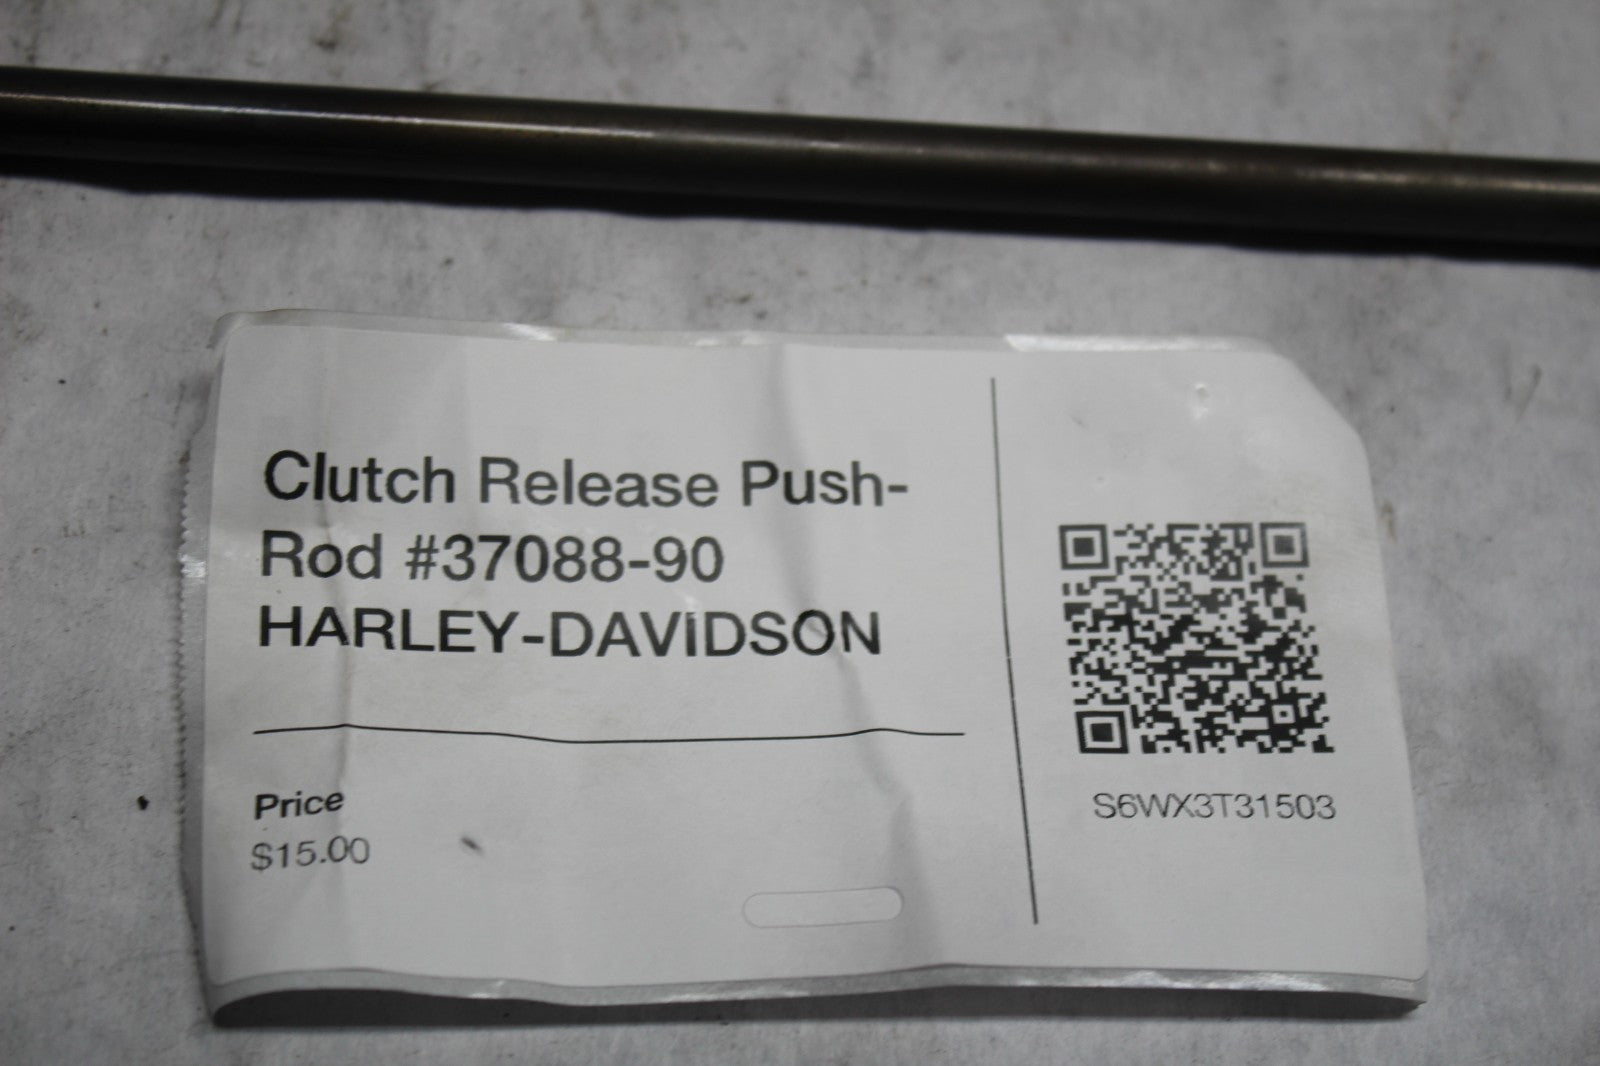 Clutch Release Push-
Rod #37088-90
HARLEY-DAVIDSON
Price
$15.00
S6WX3T31503